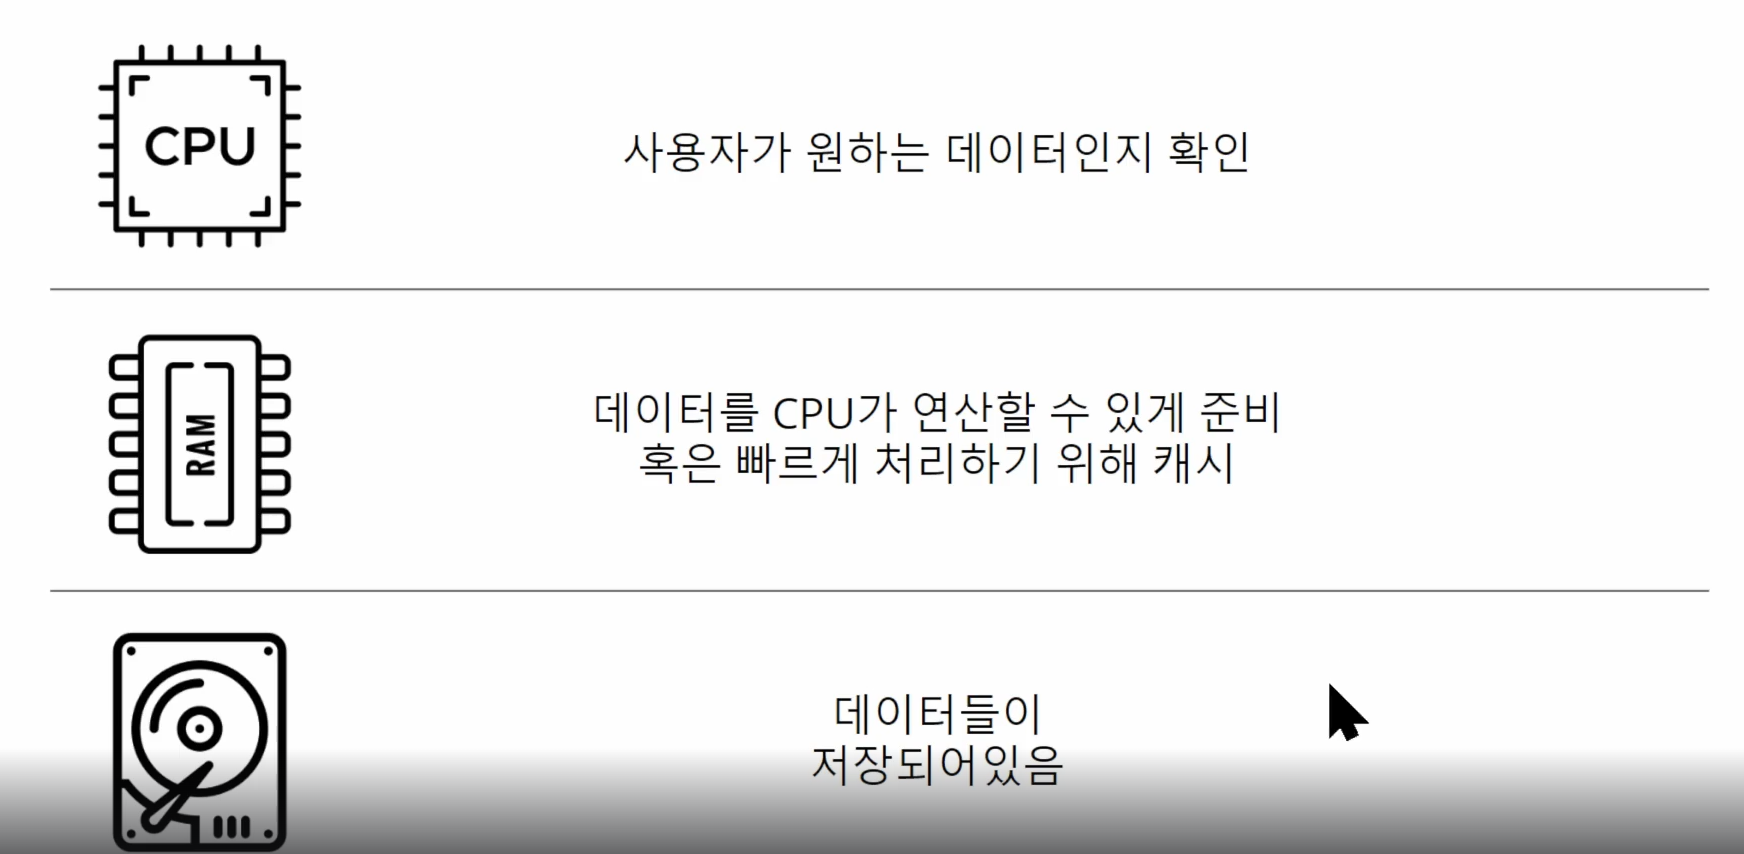 CPU
사용자가 원하는 데이터인지 확인
RAM
데이터를 CPU가 연산할 수 있게 준비
혹은 빠르게 처리하기 위해 캐시
데이터들이
저장되어있음